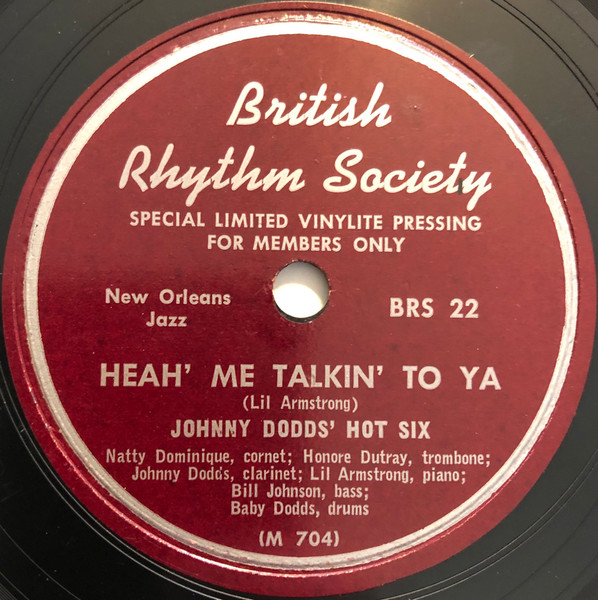 British
Rhythm Society
SPECIAL LIMITED VINYLITE PRESSING
FOR MEMBERS ONLY
New Orleans
Jazz
BRS 22
HEAH' ME TALKIN' TO YA
(Lil Armstrong)
JOHNNY DODDS' HOT SIX
Natty Dominique, cornet; Honore Dutray, trombone;
Johnny Dodds, clarinet; Lil Armstrong, piano;
Bill Johnson, bass;
Baby Dodds, drums
(M 704)